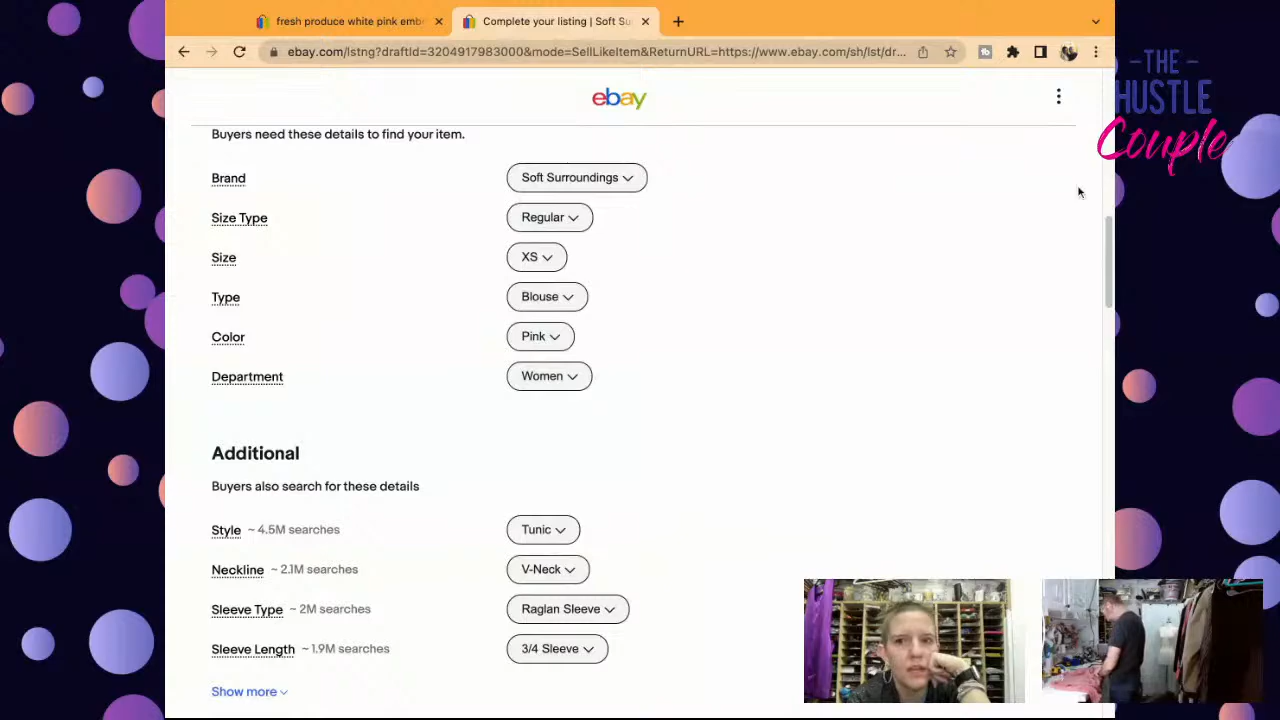 fresh produce white pink emb
Complete your listing | Soft Su
ebay.com/lstng?draftId=3204917983000&mode=SellLikeItem&ReturnURL=https://www.ebay.com/sh/lst/dr...
-THE-
HUSTLE
Couple
ebay
Buyers need these details to find your item.
Brand Soft Surroundings
Size Type Regular
Size XS
Type Blouse
Color Pink
Department Women
Additional
Buyers also search for these details
Style ~ 4.5M searches Tunic
Neckline ~ 2.1M searches V-Neck
Sleeve Type ~ 2M searches Raglan Sleeve
Sleeve Length ~ 1.9M searches 3/4 Sleeve
Show more